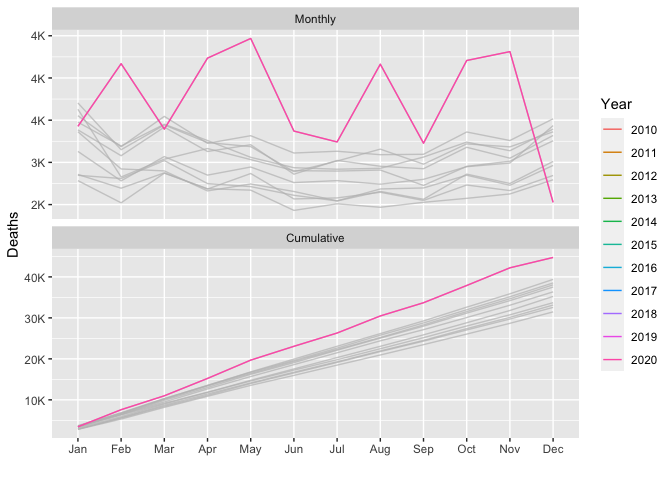 Monthly
4K
4K
4K
3K
2K
Cumulative
40K
30K
20K
10K
Deaths
Jan Feb Mar Apr May Jun Jul Aug Sep Oct Nov Dec
Year
2010
2011
2012
2013
2014
2015
2016
2017
2018
2019
2020